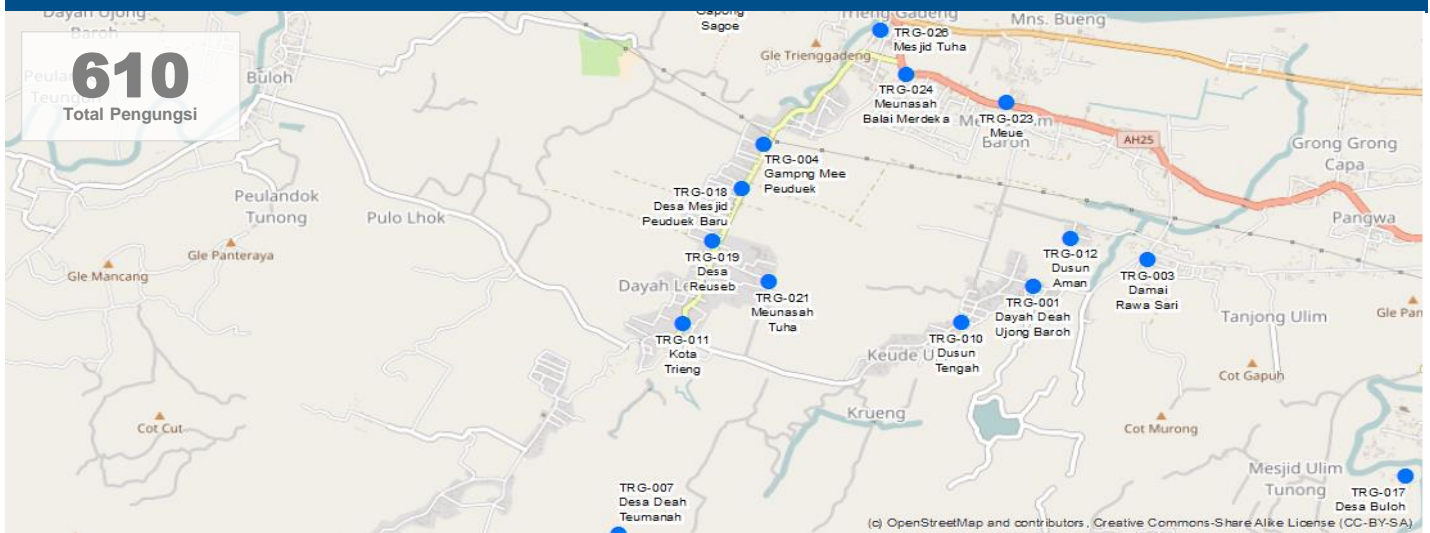 Dayah Ujong
Baroh
610
Total Pengungsi
Teungoh
Buloh
Peulandok
Tunong
Pulo Lhok
Gle Panteraya
Gle Mancang
Cot Cut
Gapong
Sagoe
Trieng Gadeng
Gle Trienggadeng
Mns. Bueng
TRG-026
Mesjid Tuha
TRG-024
Meunasah
Balai Merdeka
TRG-023
Meue
Baroh
AH25
Grong Grong
Capa
Pangwa
TRG-004
Gampng Mee
Peuduek
TRG-018
Desa Mesjid
Peuduek Baru
TRG-019
Desa
Reuseb
Dayah
TRG-021
Meunasah
Tuha
TRG-011
Kota
Trieng
TRG-012
Dusun
Aman
TRG-003
Damai
Rawa Sari
TRG-001
Dayah Deah
Ujong Baroh
TRG-010
Dusun
Tengah
Keude
Tanjong Ulim
Gle Pan
Cot Gapuh
Krueng
Cot Murong
Mesjid Ulim
Tunong
TRG-017
Desa Buloh
TRG-007
Desa Deah
Teumanah
(c) OpenStreetMap and contributors, Creative Commons-Share Alike License (CC-BY-SA)